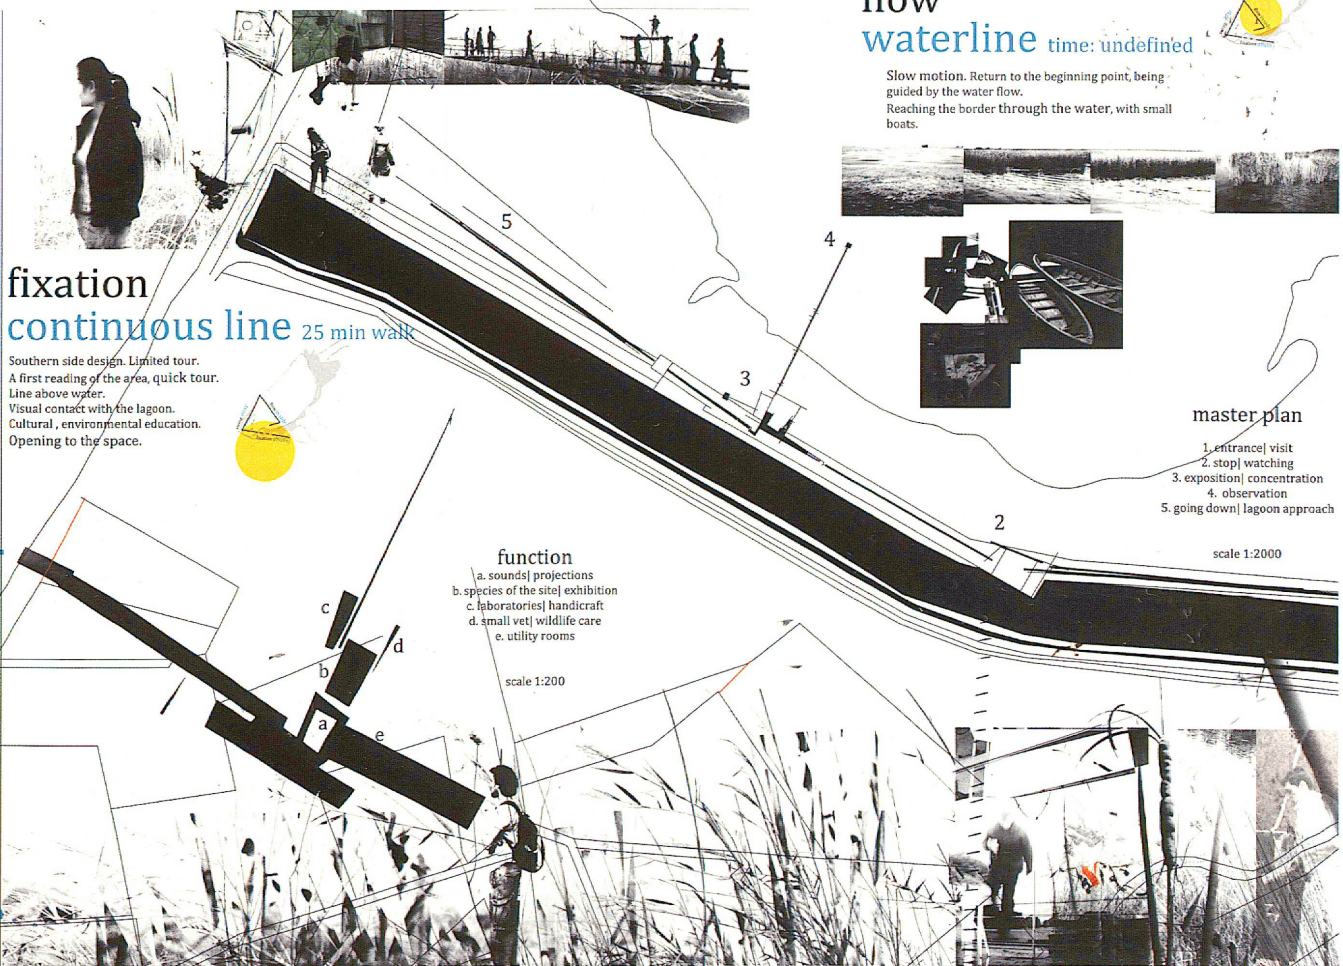 flow
waterline time: undefined
Slow motion. Return to the beginning point, being
guided by the water flow.
Reaching the border through the water, with small
boats.
5
4
3
2
fixation
continuous line 25 min walk
Southern side design. Limited tour.
A first reading of the area, quick tour.
Line above water.
Visual contact with the lagoon.
Cultural , environmental education.
Opening to the space.
master plan
1. entrance| visit
2. stop| watching
3. exposition| concentration
4. observation
5. going down| lagoon approach
scale 1:2000
function
a. sounds| projections
b. species of the site| exhibition
c. laboratories| handicraft
d. small vet| wildlife care
e. utility rooms
scale 1:200
c
d
b
a
e